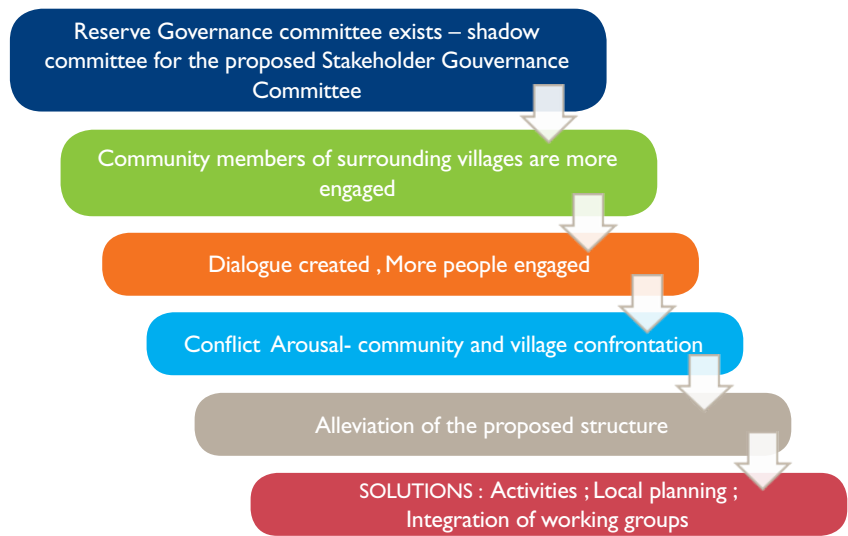 Reserve Governance committee exists – shadow
committee for the proposed Stakeholder Gouvernance
Committee
Community members of surrounding villages are more
engaged
Dialogue created , More people engaged
Conflict Arousal- community and village confrontation
Alleviation of the proposed structure
SOLUTIONS : Activities ; Local planning ;
Integration of working groups